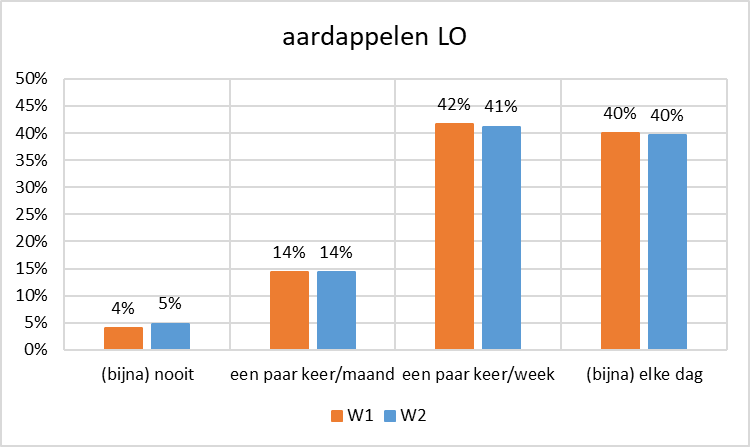 aardappelen LO
50%
45%
40%
35%
30%
25%
20%
15%
10%
5%
0%
4%
5%
14%
14%
42%
41%
40%
40%
(bijna) nooit
een paar keer/maand
een paar keer/week
(bijna) elke dag
W1
W2